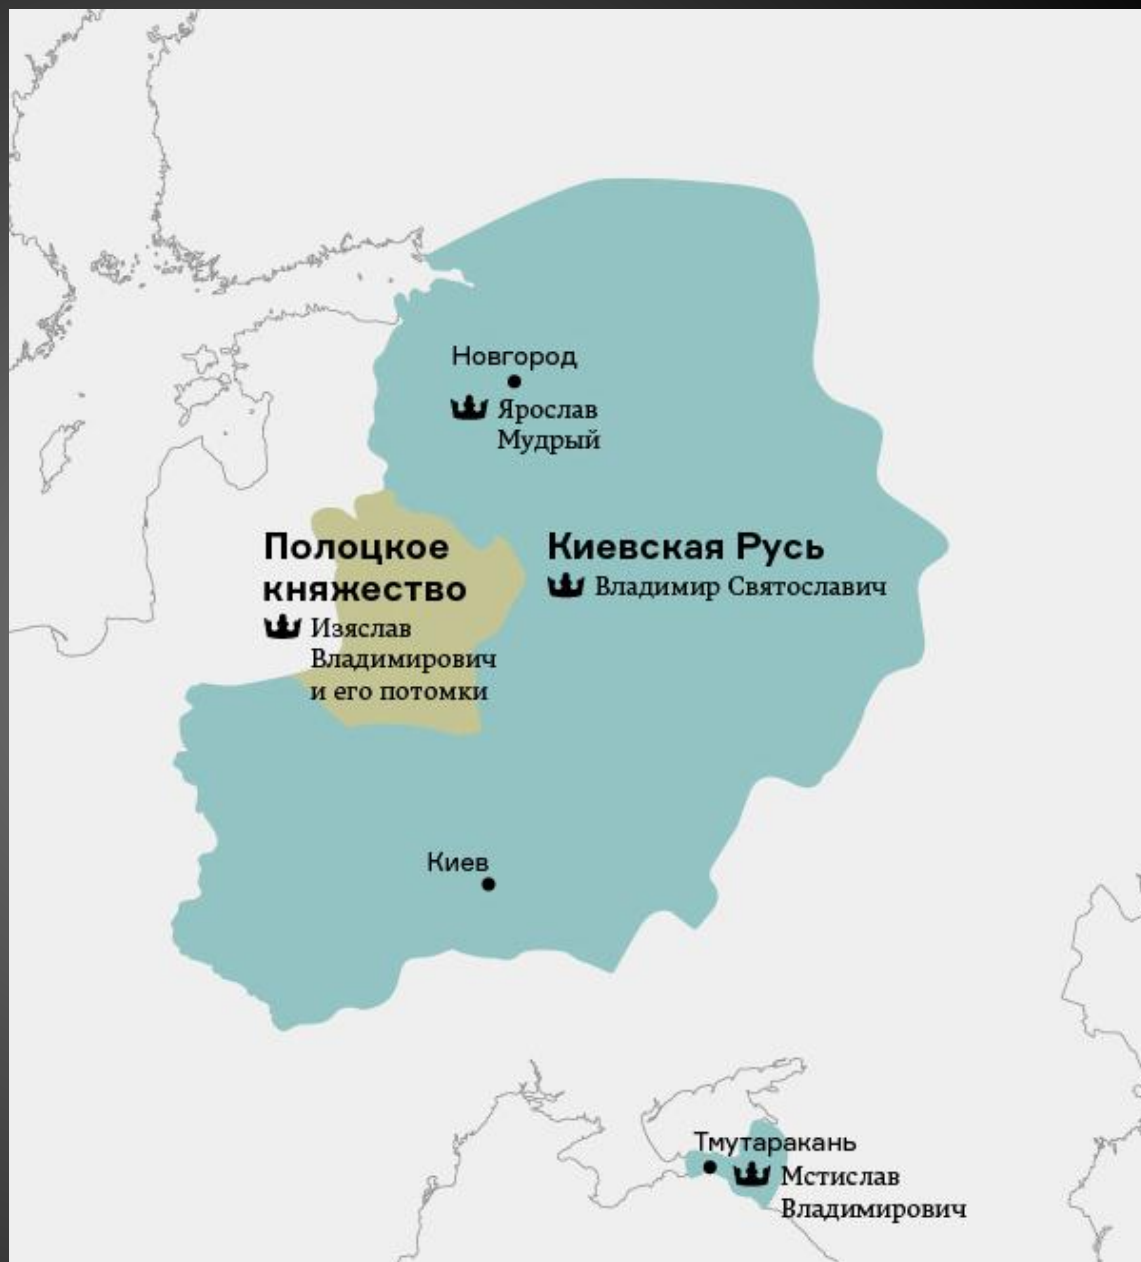 Новгород
Ярослав
Мудрый
Полоцкое
княжество
Изяслав
Владимирович
и его потомки
Киевская Русь
Владимир Святославич
Киев
Тмутаракань
Мстислав
Владимирович